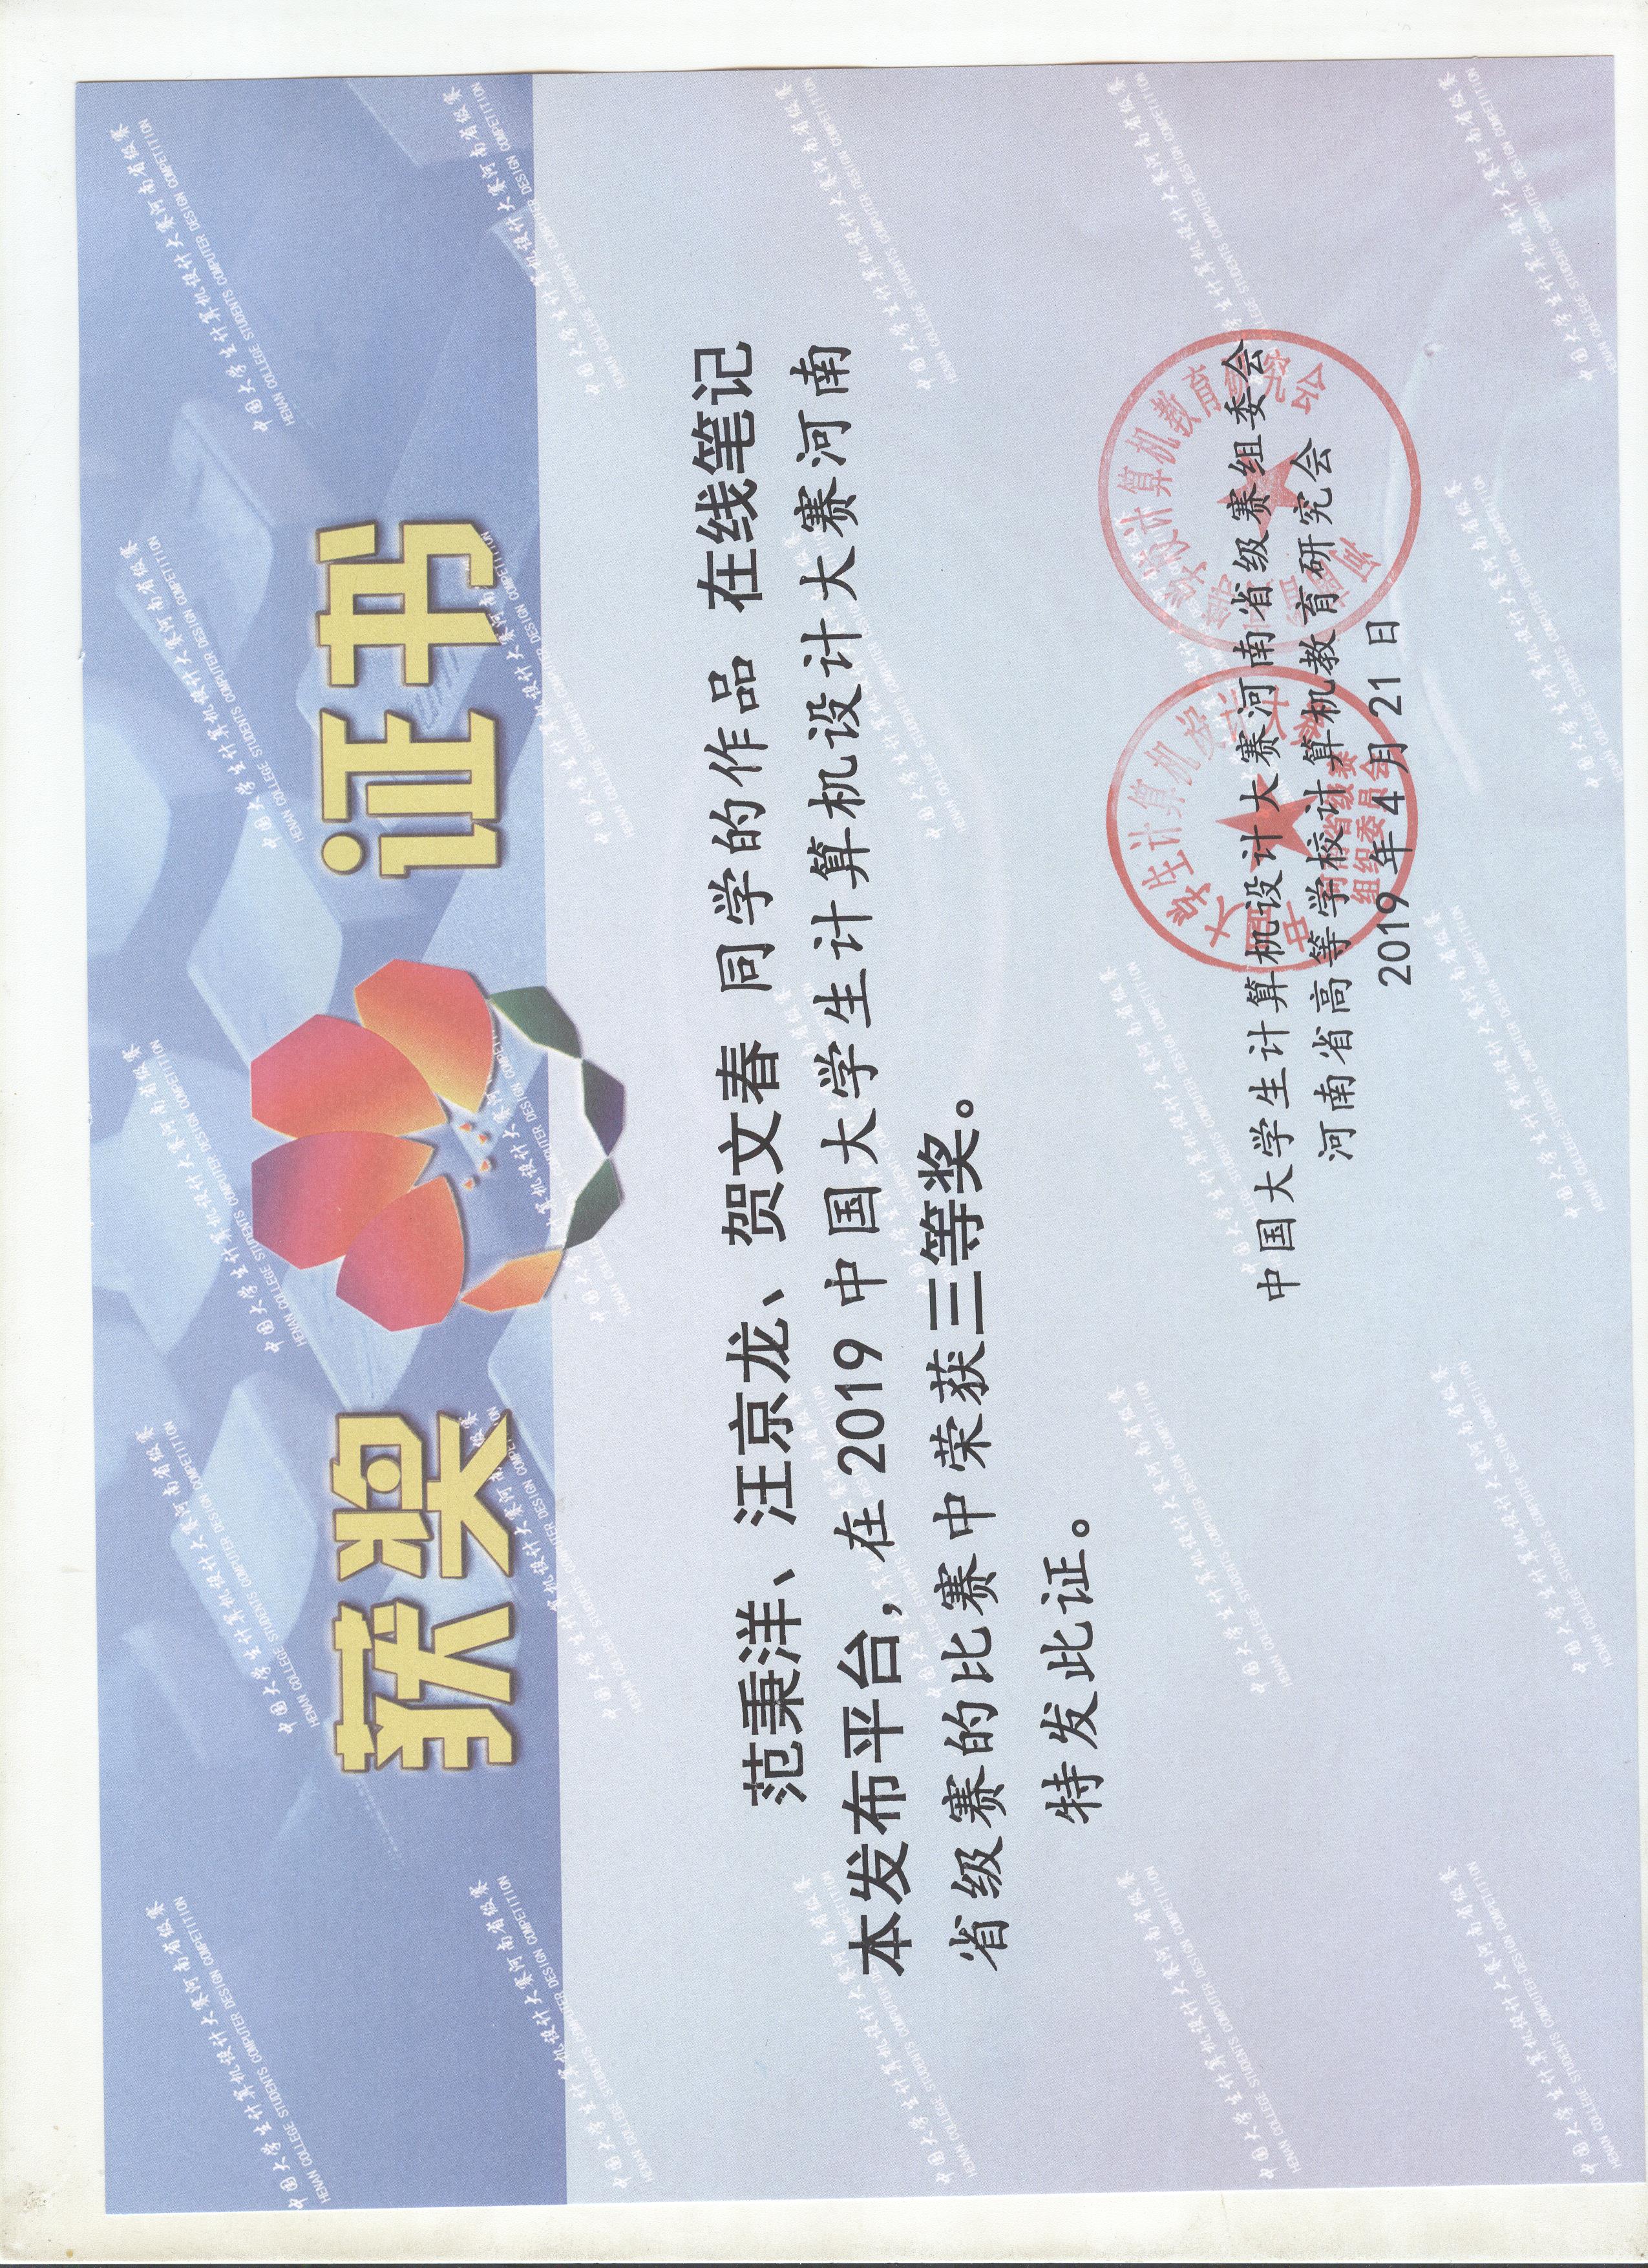 获奖 证书
范秉洋、汪京龙、贺文春 同学的作品 在线笔记
本发布平台，在 2019 中国大学生计算机设计大赛河南
省级赛的比赛中荣获三等奖。
特发此证。
中国大学生计算机设计大赛河南省级赛组委会
河南省高等学校计算机教育研究会
2019 年 4 月 21 日
中国大学生计算机设计大赛
河南省级赛
组织委员会
河南省高等学校计算机教育研究会
中国大学生计算机设计大赛河南省级赛
HENAN COLLEGE STUDENTS COMPUTER DESIGN COMPETITION